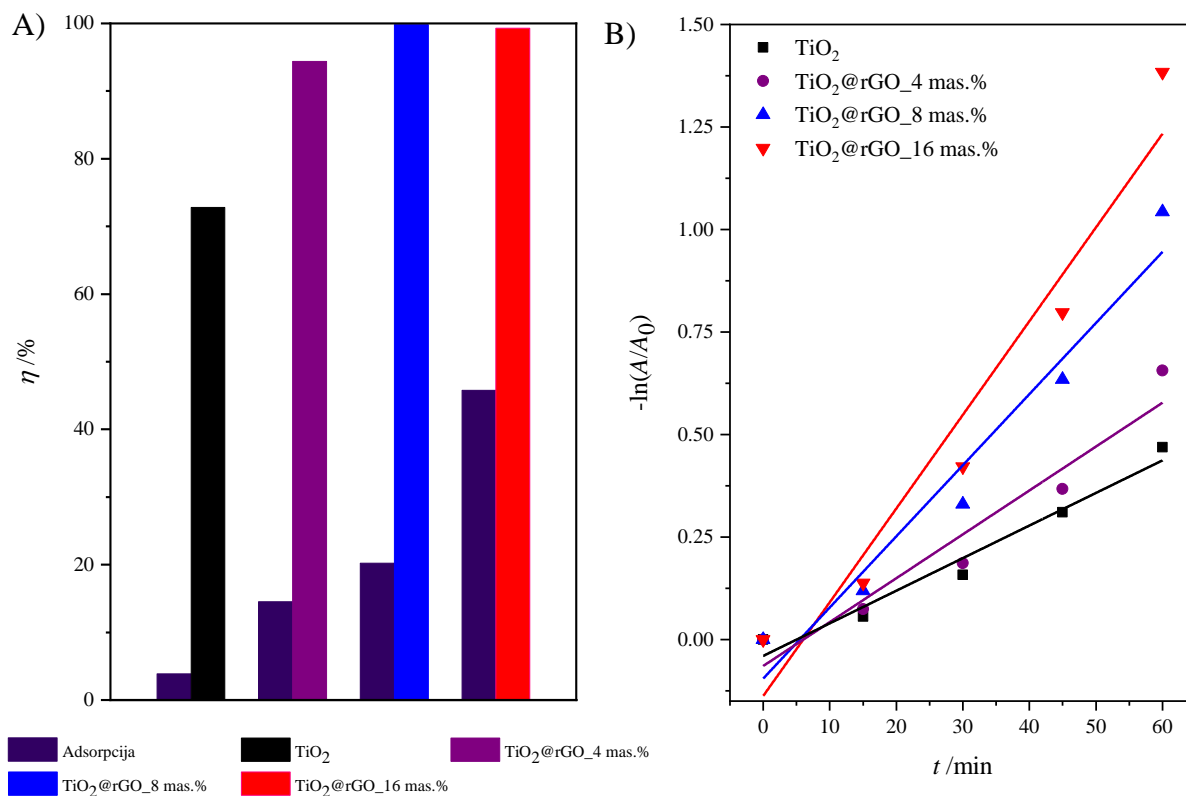 A)
100
80
60
40
20
0
η /%
Adsorpcija
TiO₂
TiO₂@rGO_4 mas.%
TiO₂@rGO_8 mas.%
TiO₂@rGO_16 mas.%
B)
1.50
1.25
1.00
0.75
0.50
0.25
0.00
-ln(A/A₀)
TiO₂
TiO₂@rGO_4 mas.%
TiO₂@rGO_8 mas.%
TiO₂@rGO_16 mas.%
0 10 20 30 40 50 60
t /min